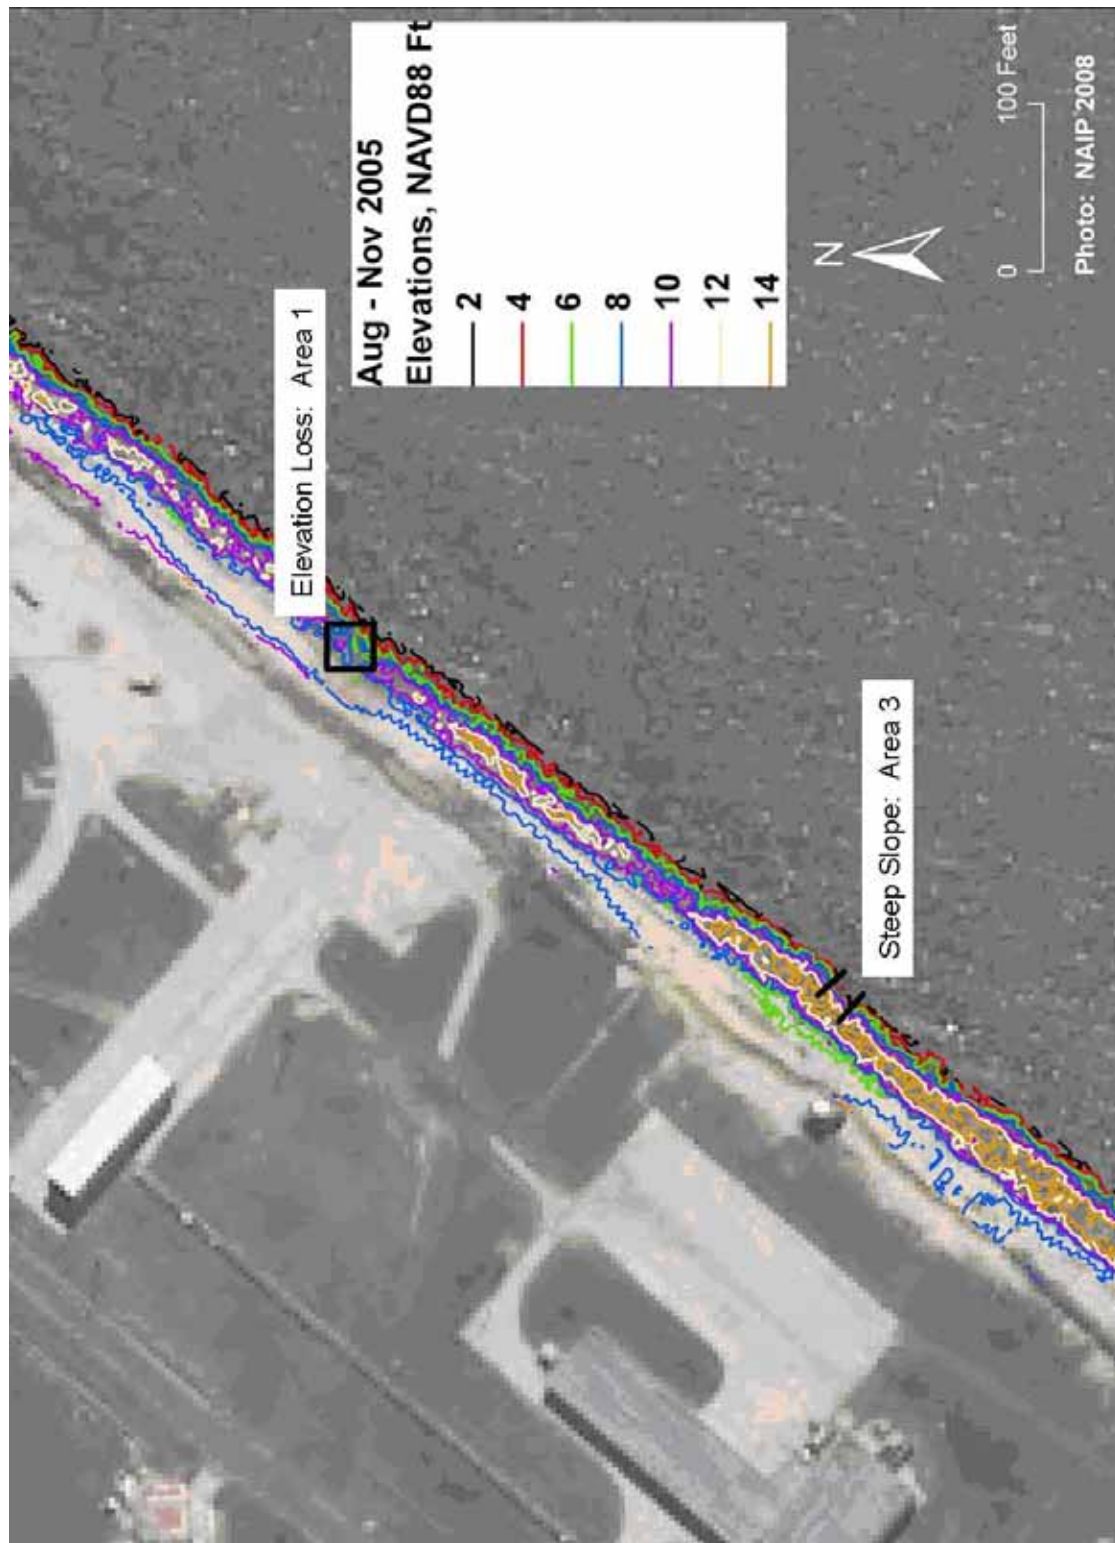 Elevation Loss: Area 1
Aug - Nov 2005
Elevations, NAVD88 Ft
2
4
6
8
10
12
14
Steep Slope: Area 3
N
0 100 Feet
Photo: NAIP 2008